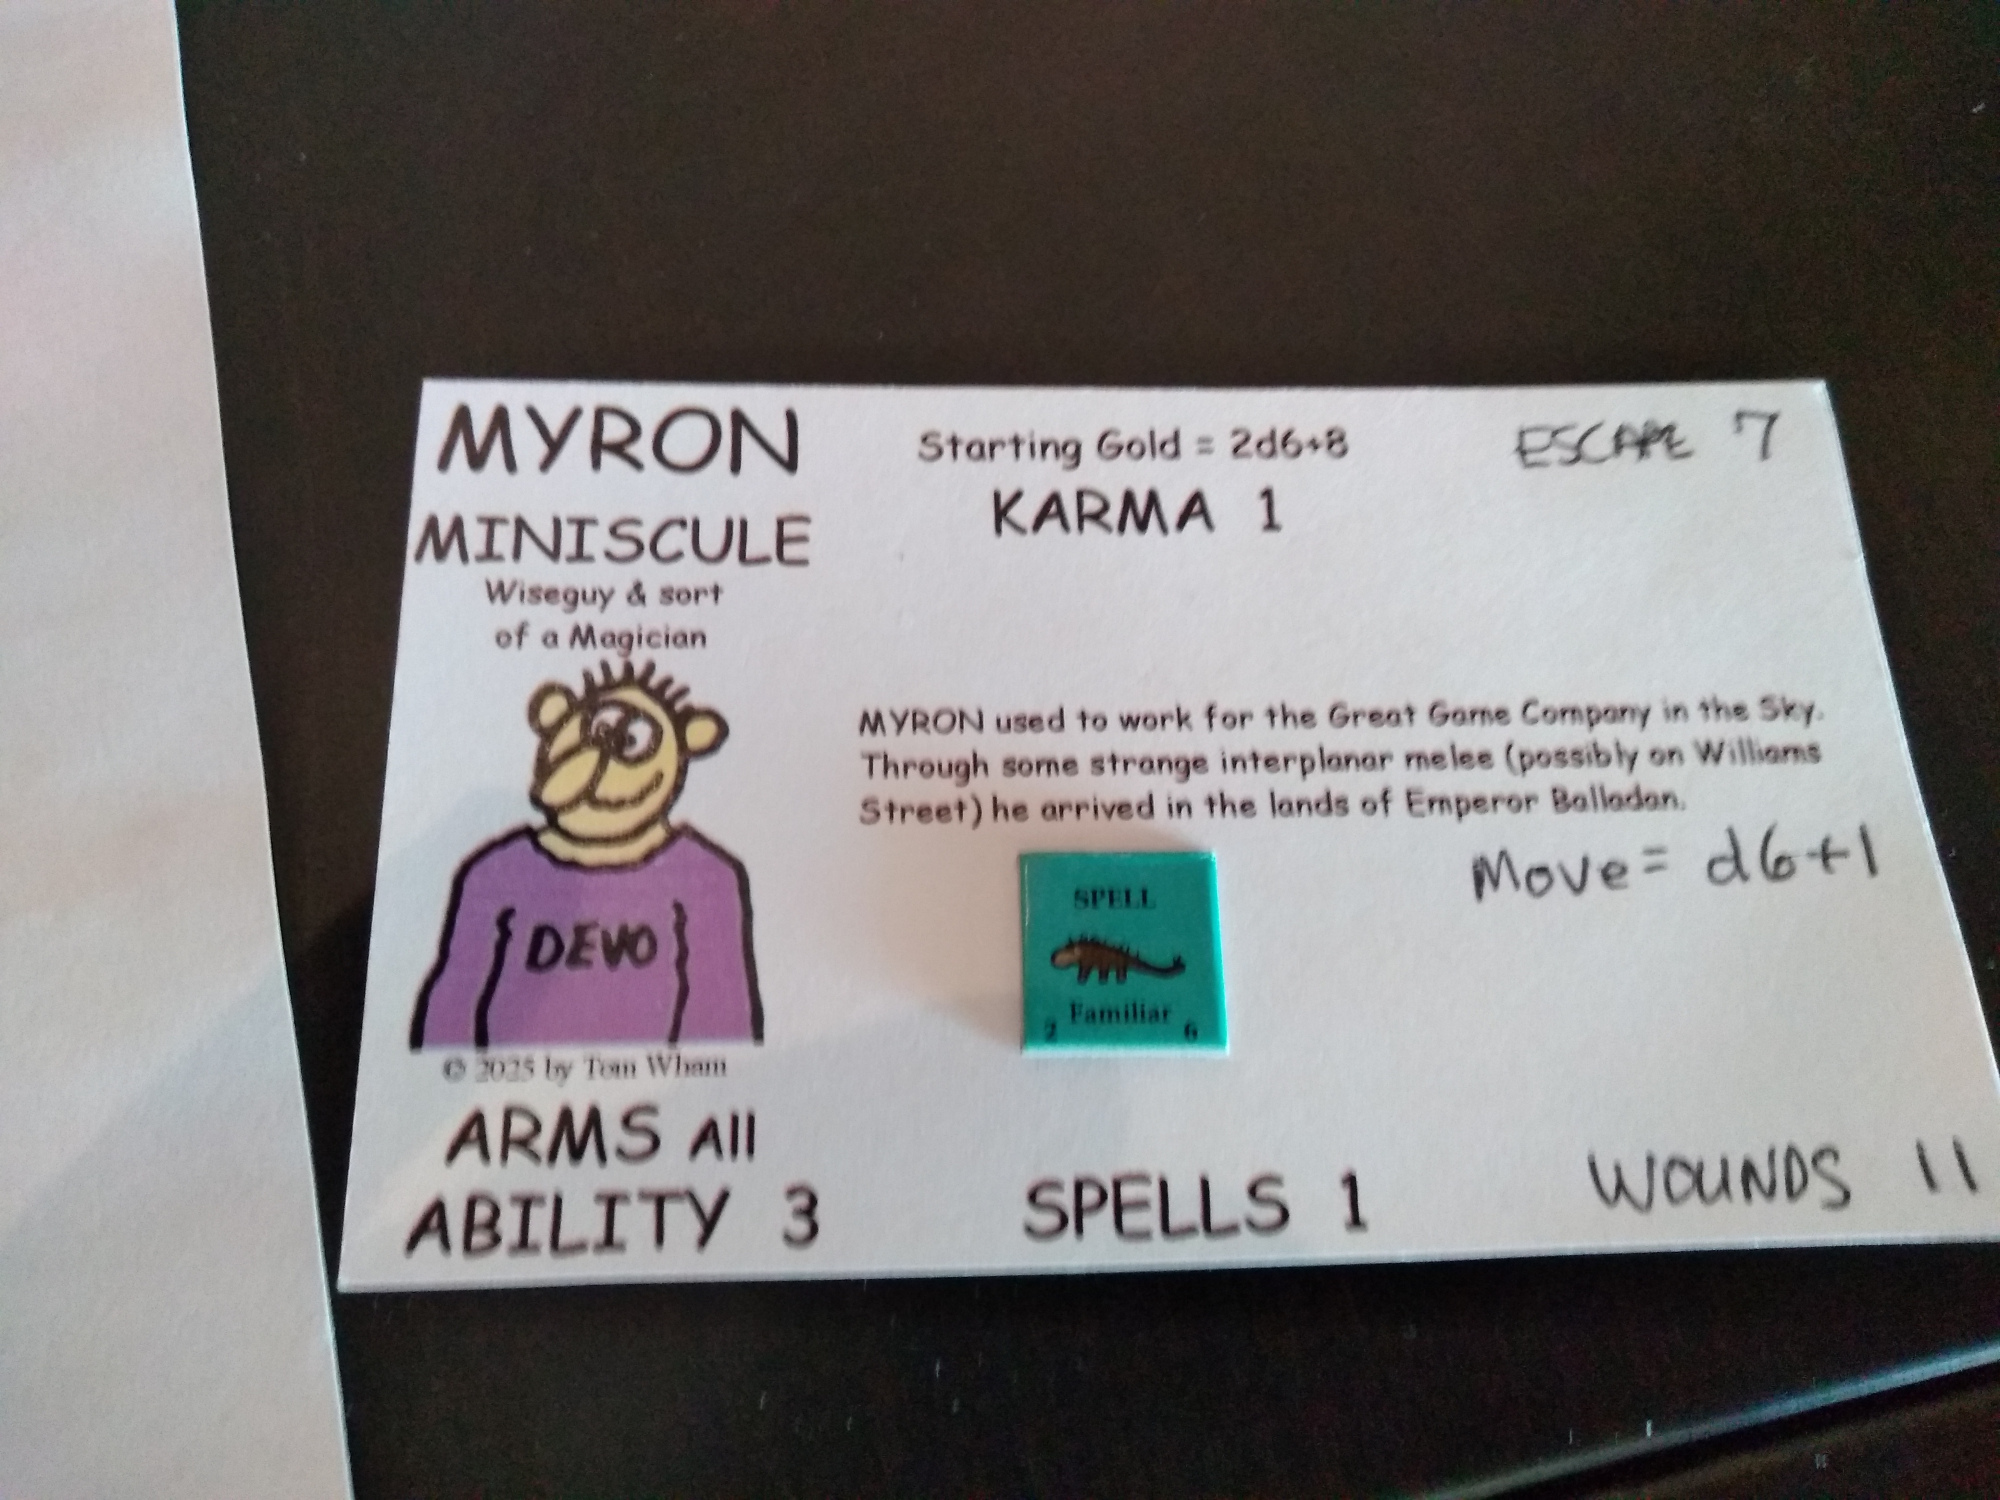 MYRON
MINISCULE
Wiseguy & sort
of a Magician
DEVO
© 2025 by Tom Wham
ARMS All
ABILITY 3
Starting Gold = 2d6+8
KARMA 1
ESCAPE 7
MYRON used to work for the Great Game Company in the Sky.
Through some strange interplanar melee (possibly on Williams
Street) he arrived in the lands of Emperor Balladan.
Move = d6+1
SPELL
Familiar
2 6
SPELLS 1
WOUNDS 11